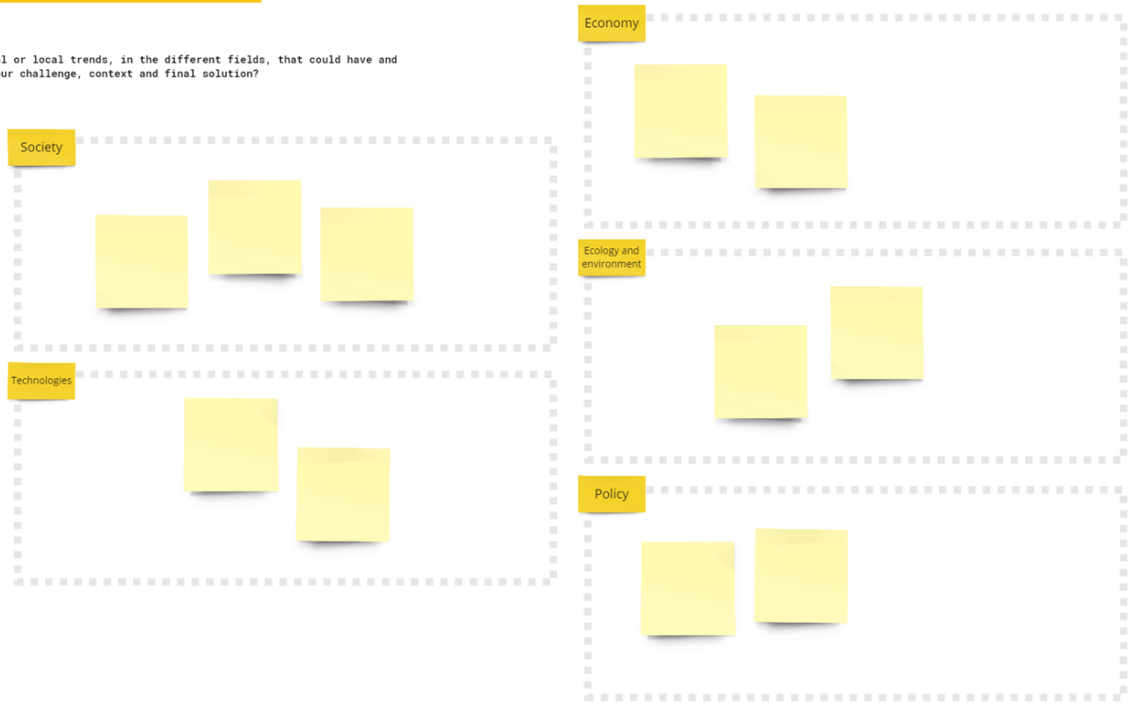 or local trends, in the different fields, that could have and
challenge, context and final solution?
Society
Technologies
Economy
Ecology and
environment
Policy